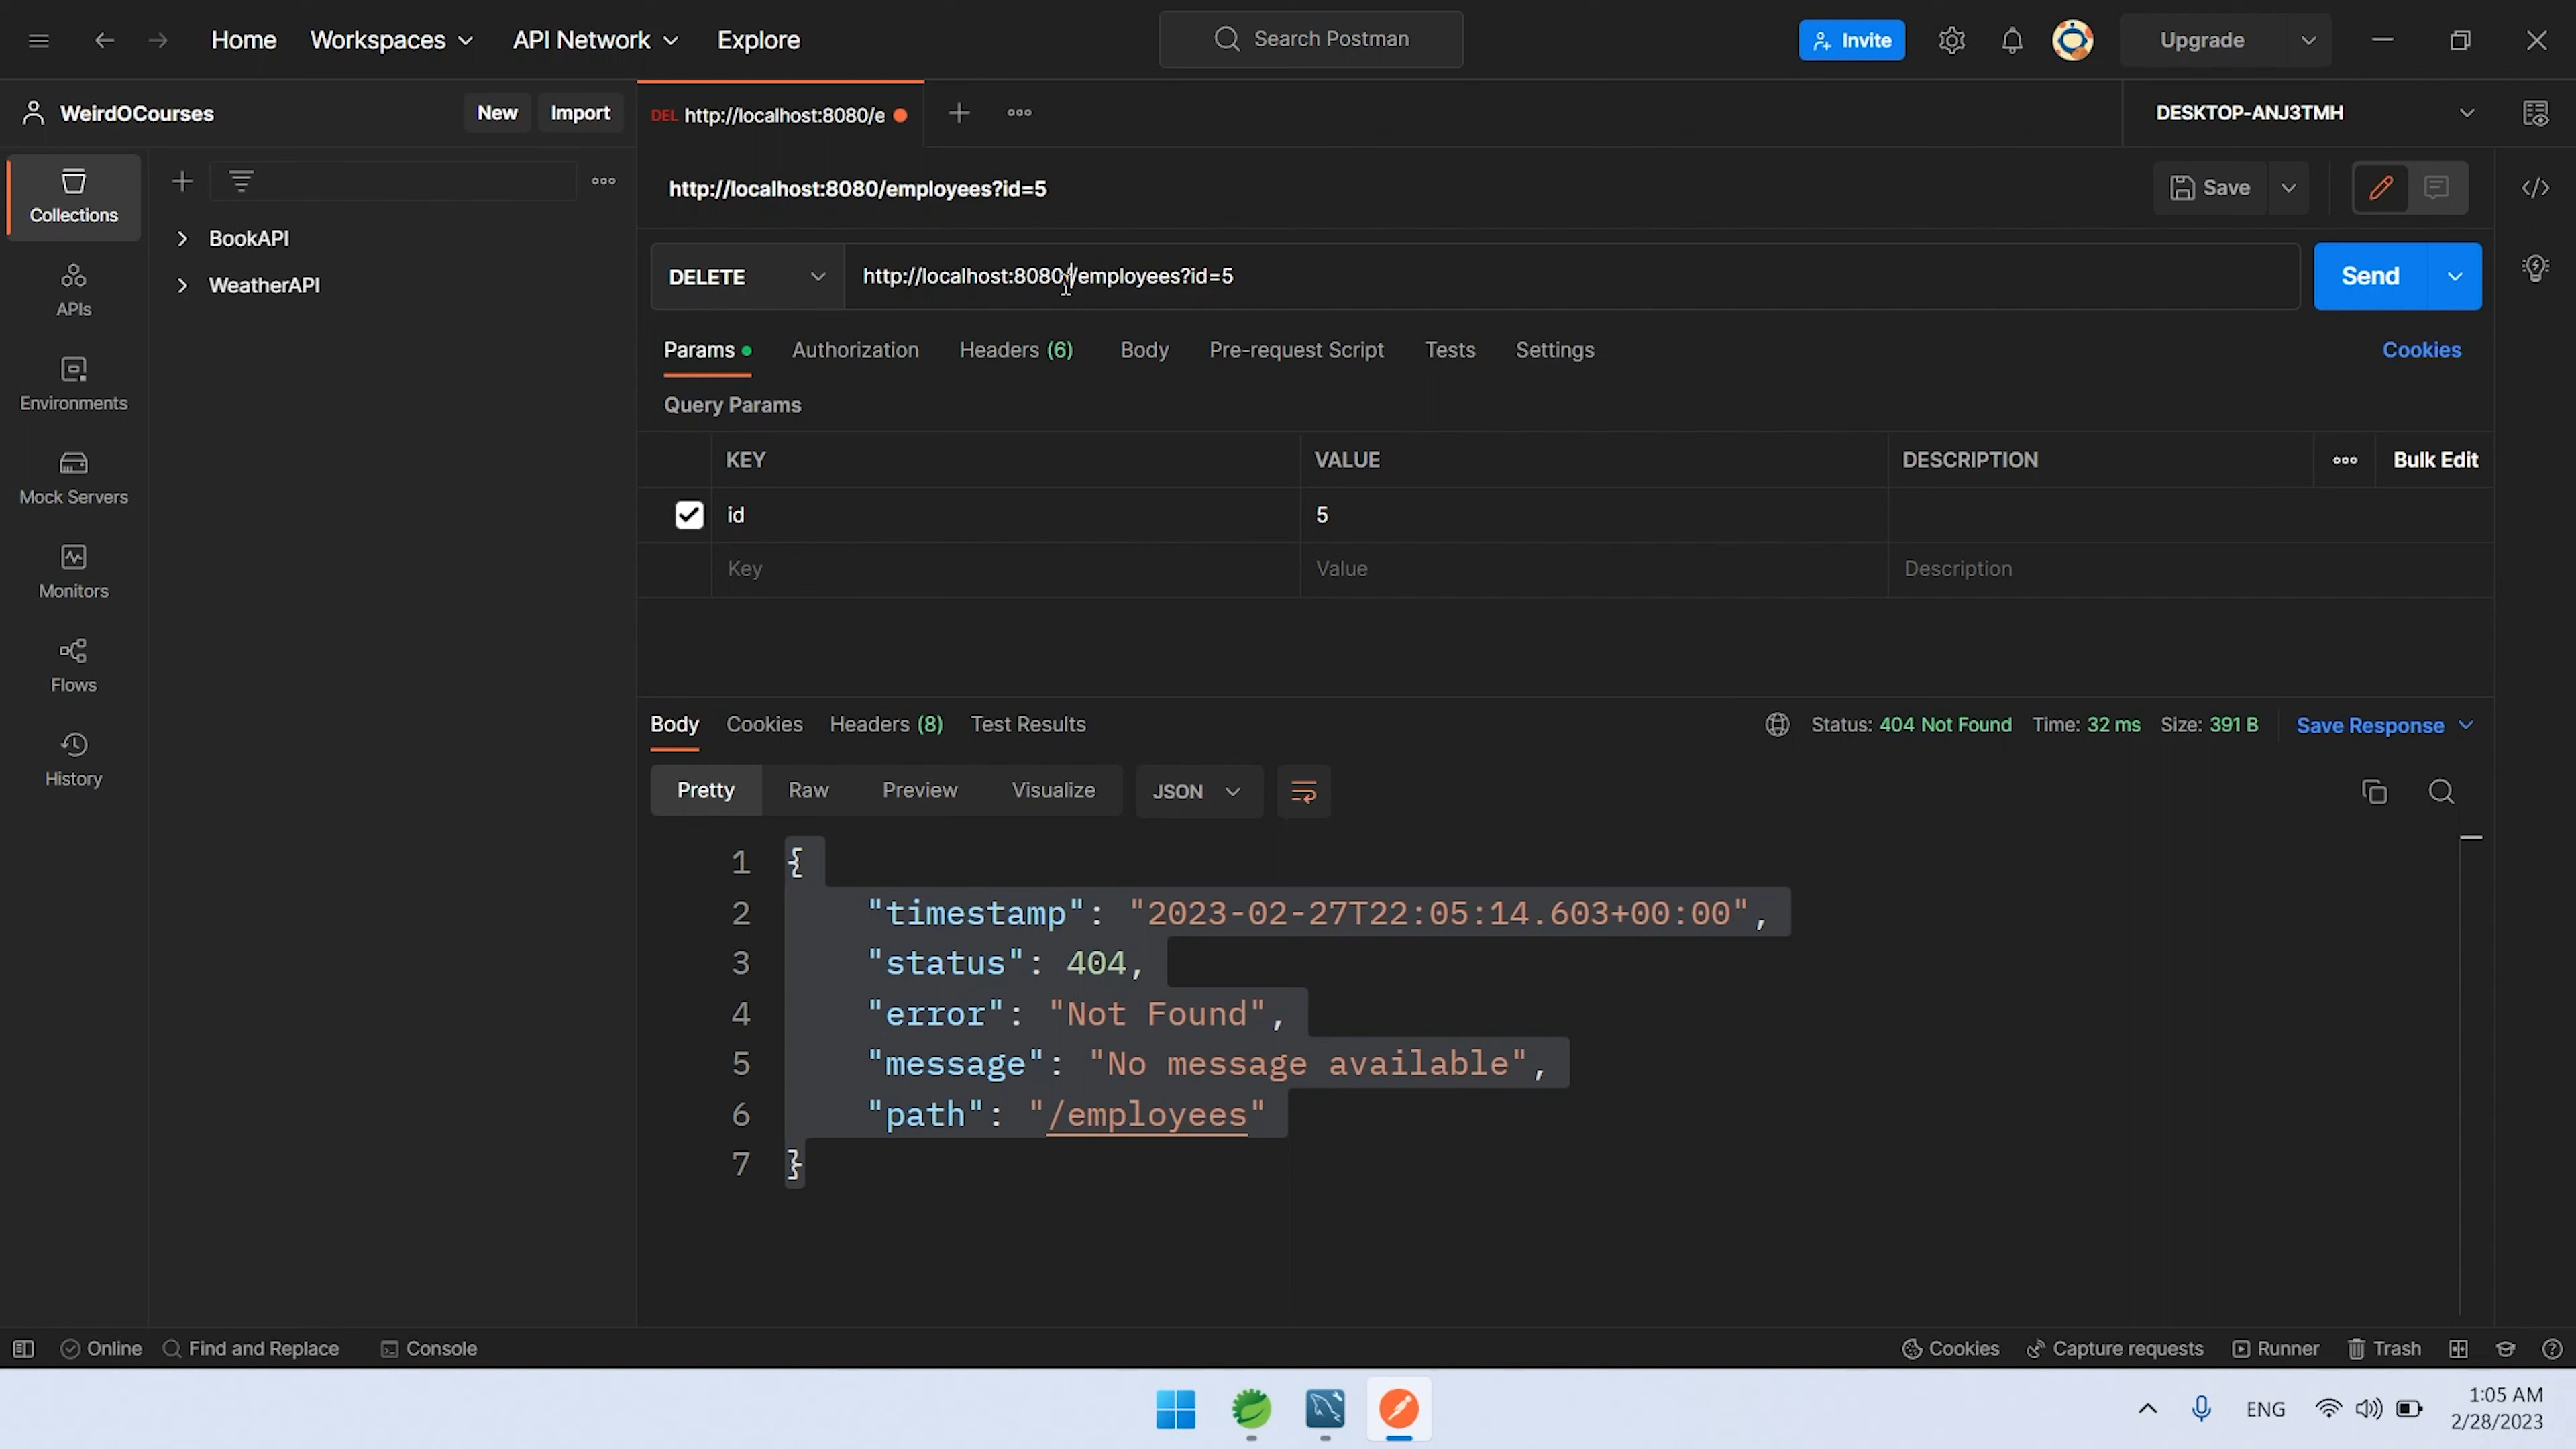 Home Workspaces API Network Explore Search Postman Invite Upgrade
WeirdOCourses New Import DEL http://localhost:8080/e DESKTOP-ANJ3TMH
http://localhost:8080/employees?id=5 Save
Collections
BookAPI
WeatherAPI
APIs
Environments
Mock Servers
Monitors
Flows
History
DELETE http://localhost:8080//employees?id=5 Send
Params Authorization Headers (6) Body Pre-request Script Tests Settings Cookies
Query Params
KEY VALUE DESCRIPTION Bulk Edit
id 5
Key Value Description
Body Cookies Headers (8) Test Results Status: 404 Not Found Time: 32 ms Size: 391 B Save Response
Pretty Raw Preview Visualize JSON
1 {
2 "timestamp": "2023-02-27T22:05:14.603+00:00",
3 "status": 404,
4 "error": "Not Found",
5 "message": "No message available",
6 "path": "/employees"
7 }
Online Find and Replace Console Cookies Capture requests Runner Trash
ENG 1:05 AM
2/28/2023